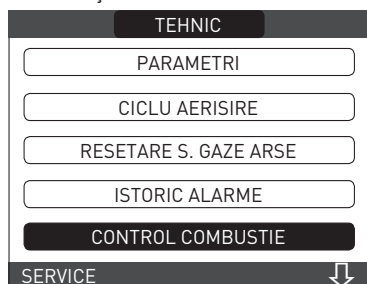 TEHNIC
PARAMETRI
CICLU AERISIRE
RESETARE S. GAZE ARSE
ISTORIC ALARME
CONTROL COMBUSTIE
SERVICE